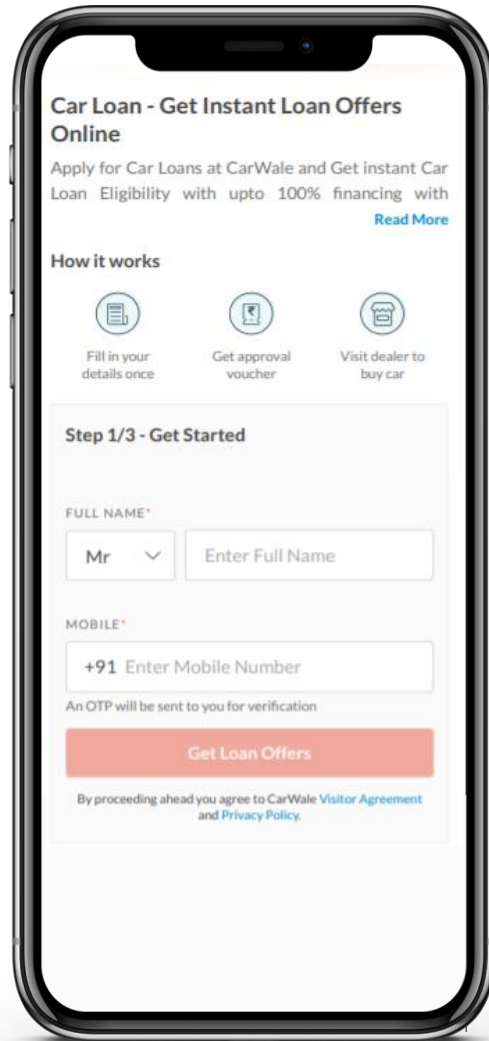 Car Loan - Get Instant Loan Offers
Online
Apply for Car Loans at CarWale and Get instant Car
Loan Eligibility with upto 100% financing with
Read More
How it works
Fill in your
details once
Get approval
voucher
Visit dealer to
buy car
Step 1/3 - Get Started
FULL NAME*
Mr
Enter Full Name
MOBILE*
+91 Enter Mobile Number
An OTP will be sent to you for verification
Get Loan Offers
By proceeding ahead you agree to CarWale Visitor Agreement
and Privacy Policy.